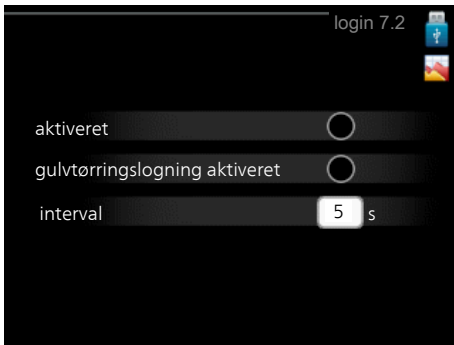 login 7.2
aktiveret
gulvtørringslogning aktiveret
interval 5 s